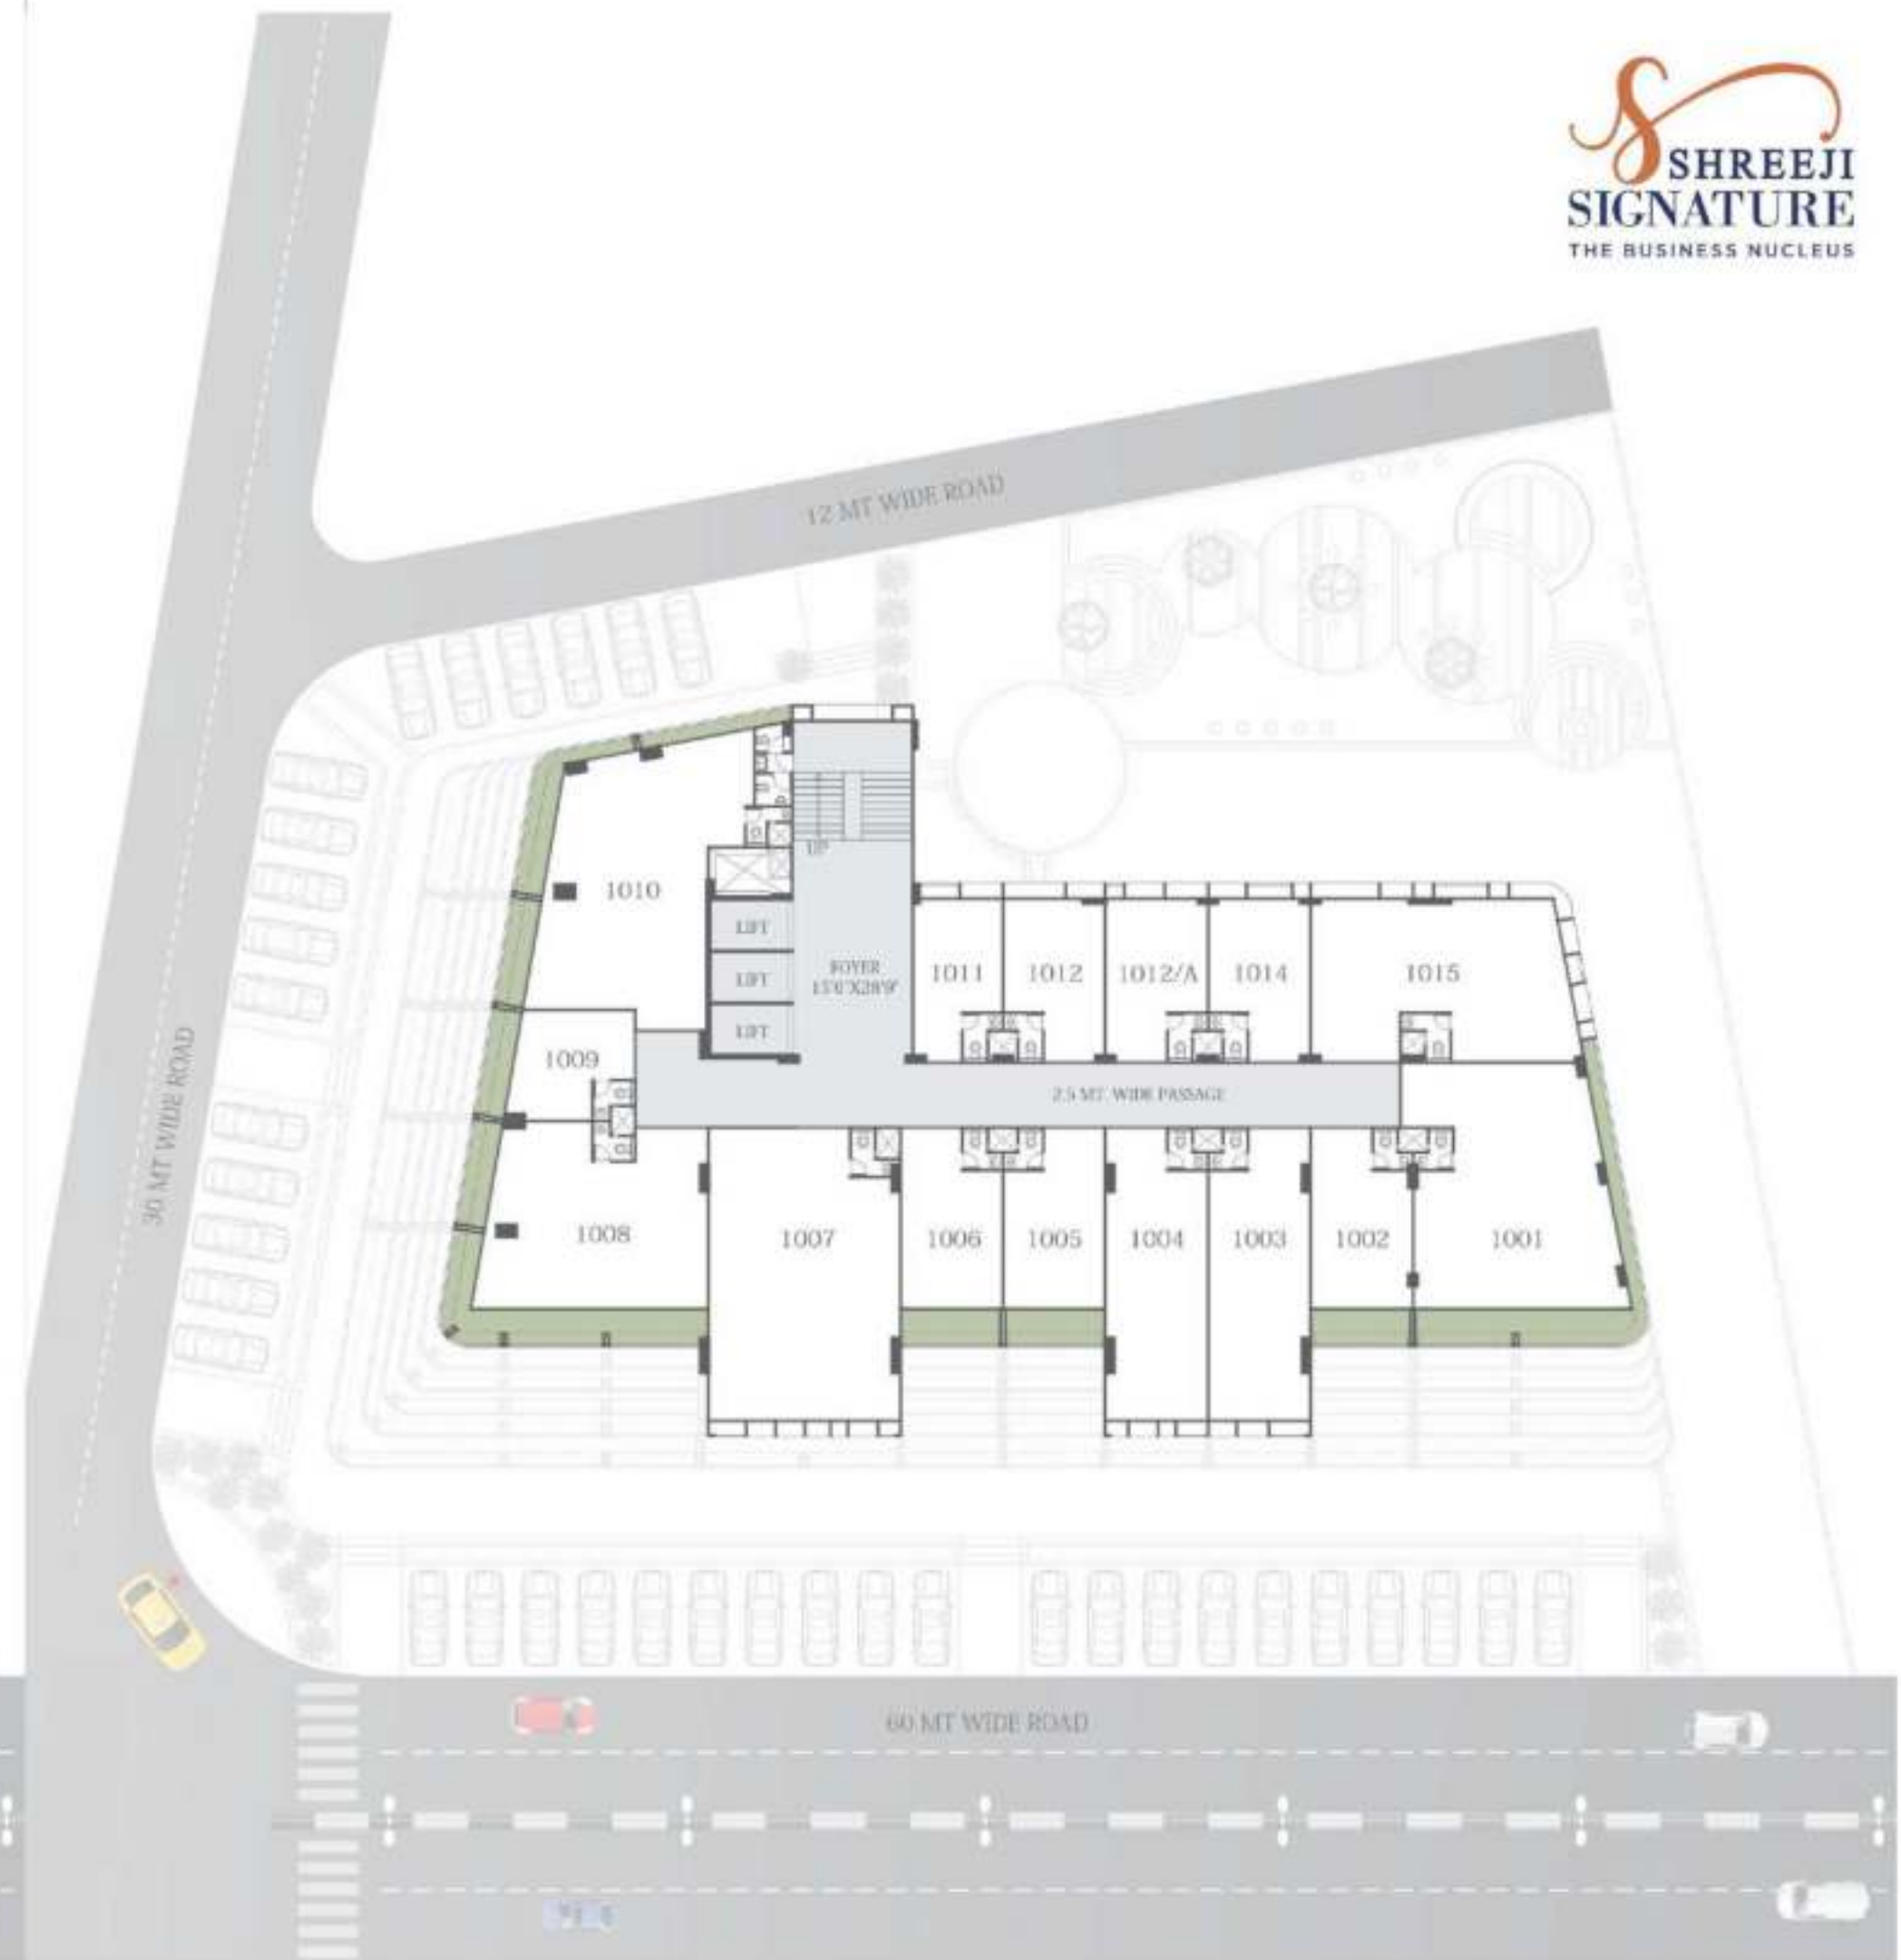 SHREEJI
SIGNATURE
THE BUSINESS NUCLEUS
12 MT WIDE ROAD
30 MT WIDE ROAD
UP
1010
LIFT
LIFT
LIFT
FOYER
1011
1012
1012/A
1014
1015
1009
2.5 MT. WIDE PASSAGE
1008
1007
1006
1005
1004
1003
1002
1001
60 MT WIDE ROAD